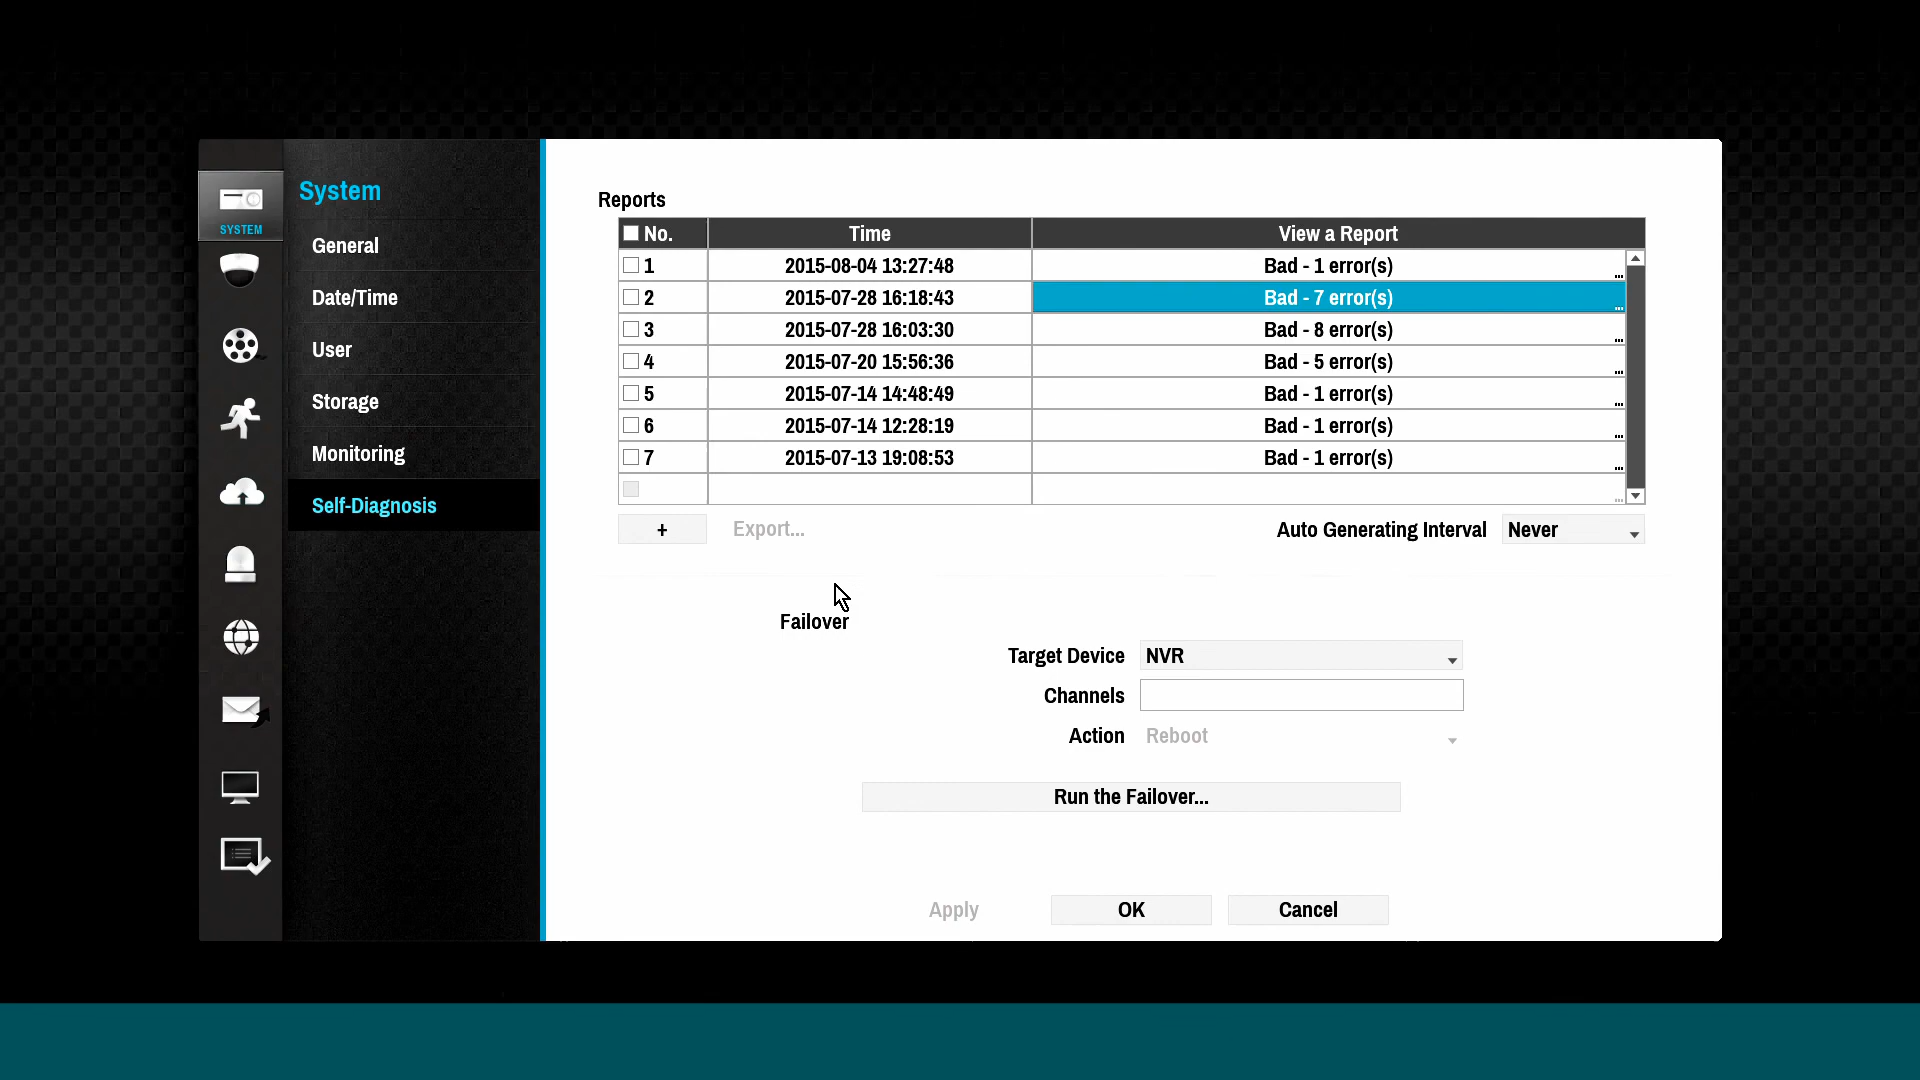 SYSTEM
System
General
Date/Time
User
Storage
Monitoring
Self-Diagnosis
Reports
No. Time View a Report
1 2015-08-04 13:27:48 Bad - 1 error(s) ...
2 2015-07-28 16:18:43 Bad - 7 error(s) ...
3 2015-07-28 16:03:30 Bad - 8 error(s) ...
4 2015-07-20 15:56:36 Bad - 5 error(s) ...
5 2015-07-14 14:48:49 Bad - 1 error(s) ...
6 2015-07-14 12:28:19 Bad - 1 error(s) ...
7 2015-07-13 19:08:53 Bad - 1 error(s) ...
...
+ Export... Auto Generating Interval Never
Failover
Target Device NVR
Channels
Action Reboot
Run the Failover...
Apply OK Cancel